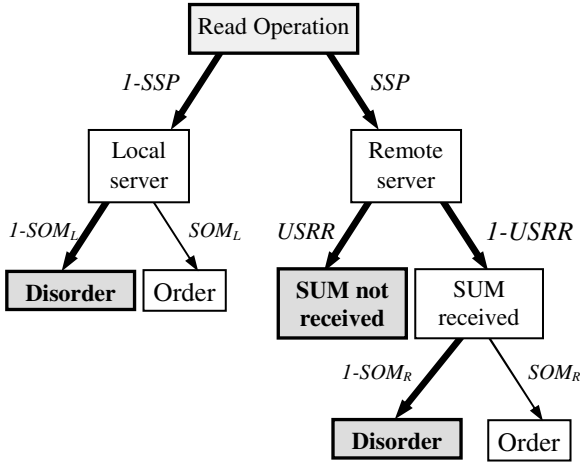 Read Operation
1-SSP
SSP
Local
server
Remote
server
1-SOM_L
SOM_L
USRR
1-USRR
Disorder
Order
SUM not
received
SUM
received
1-SOM_R
SOM_R
Disorder
Order